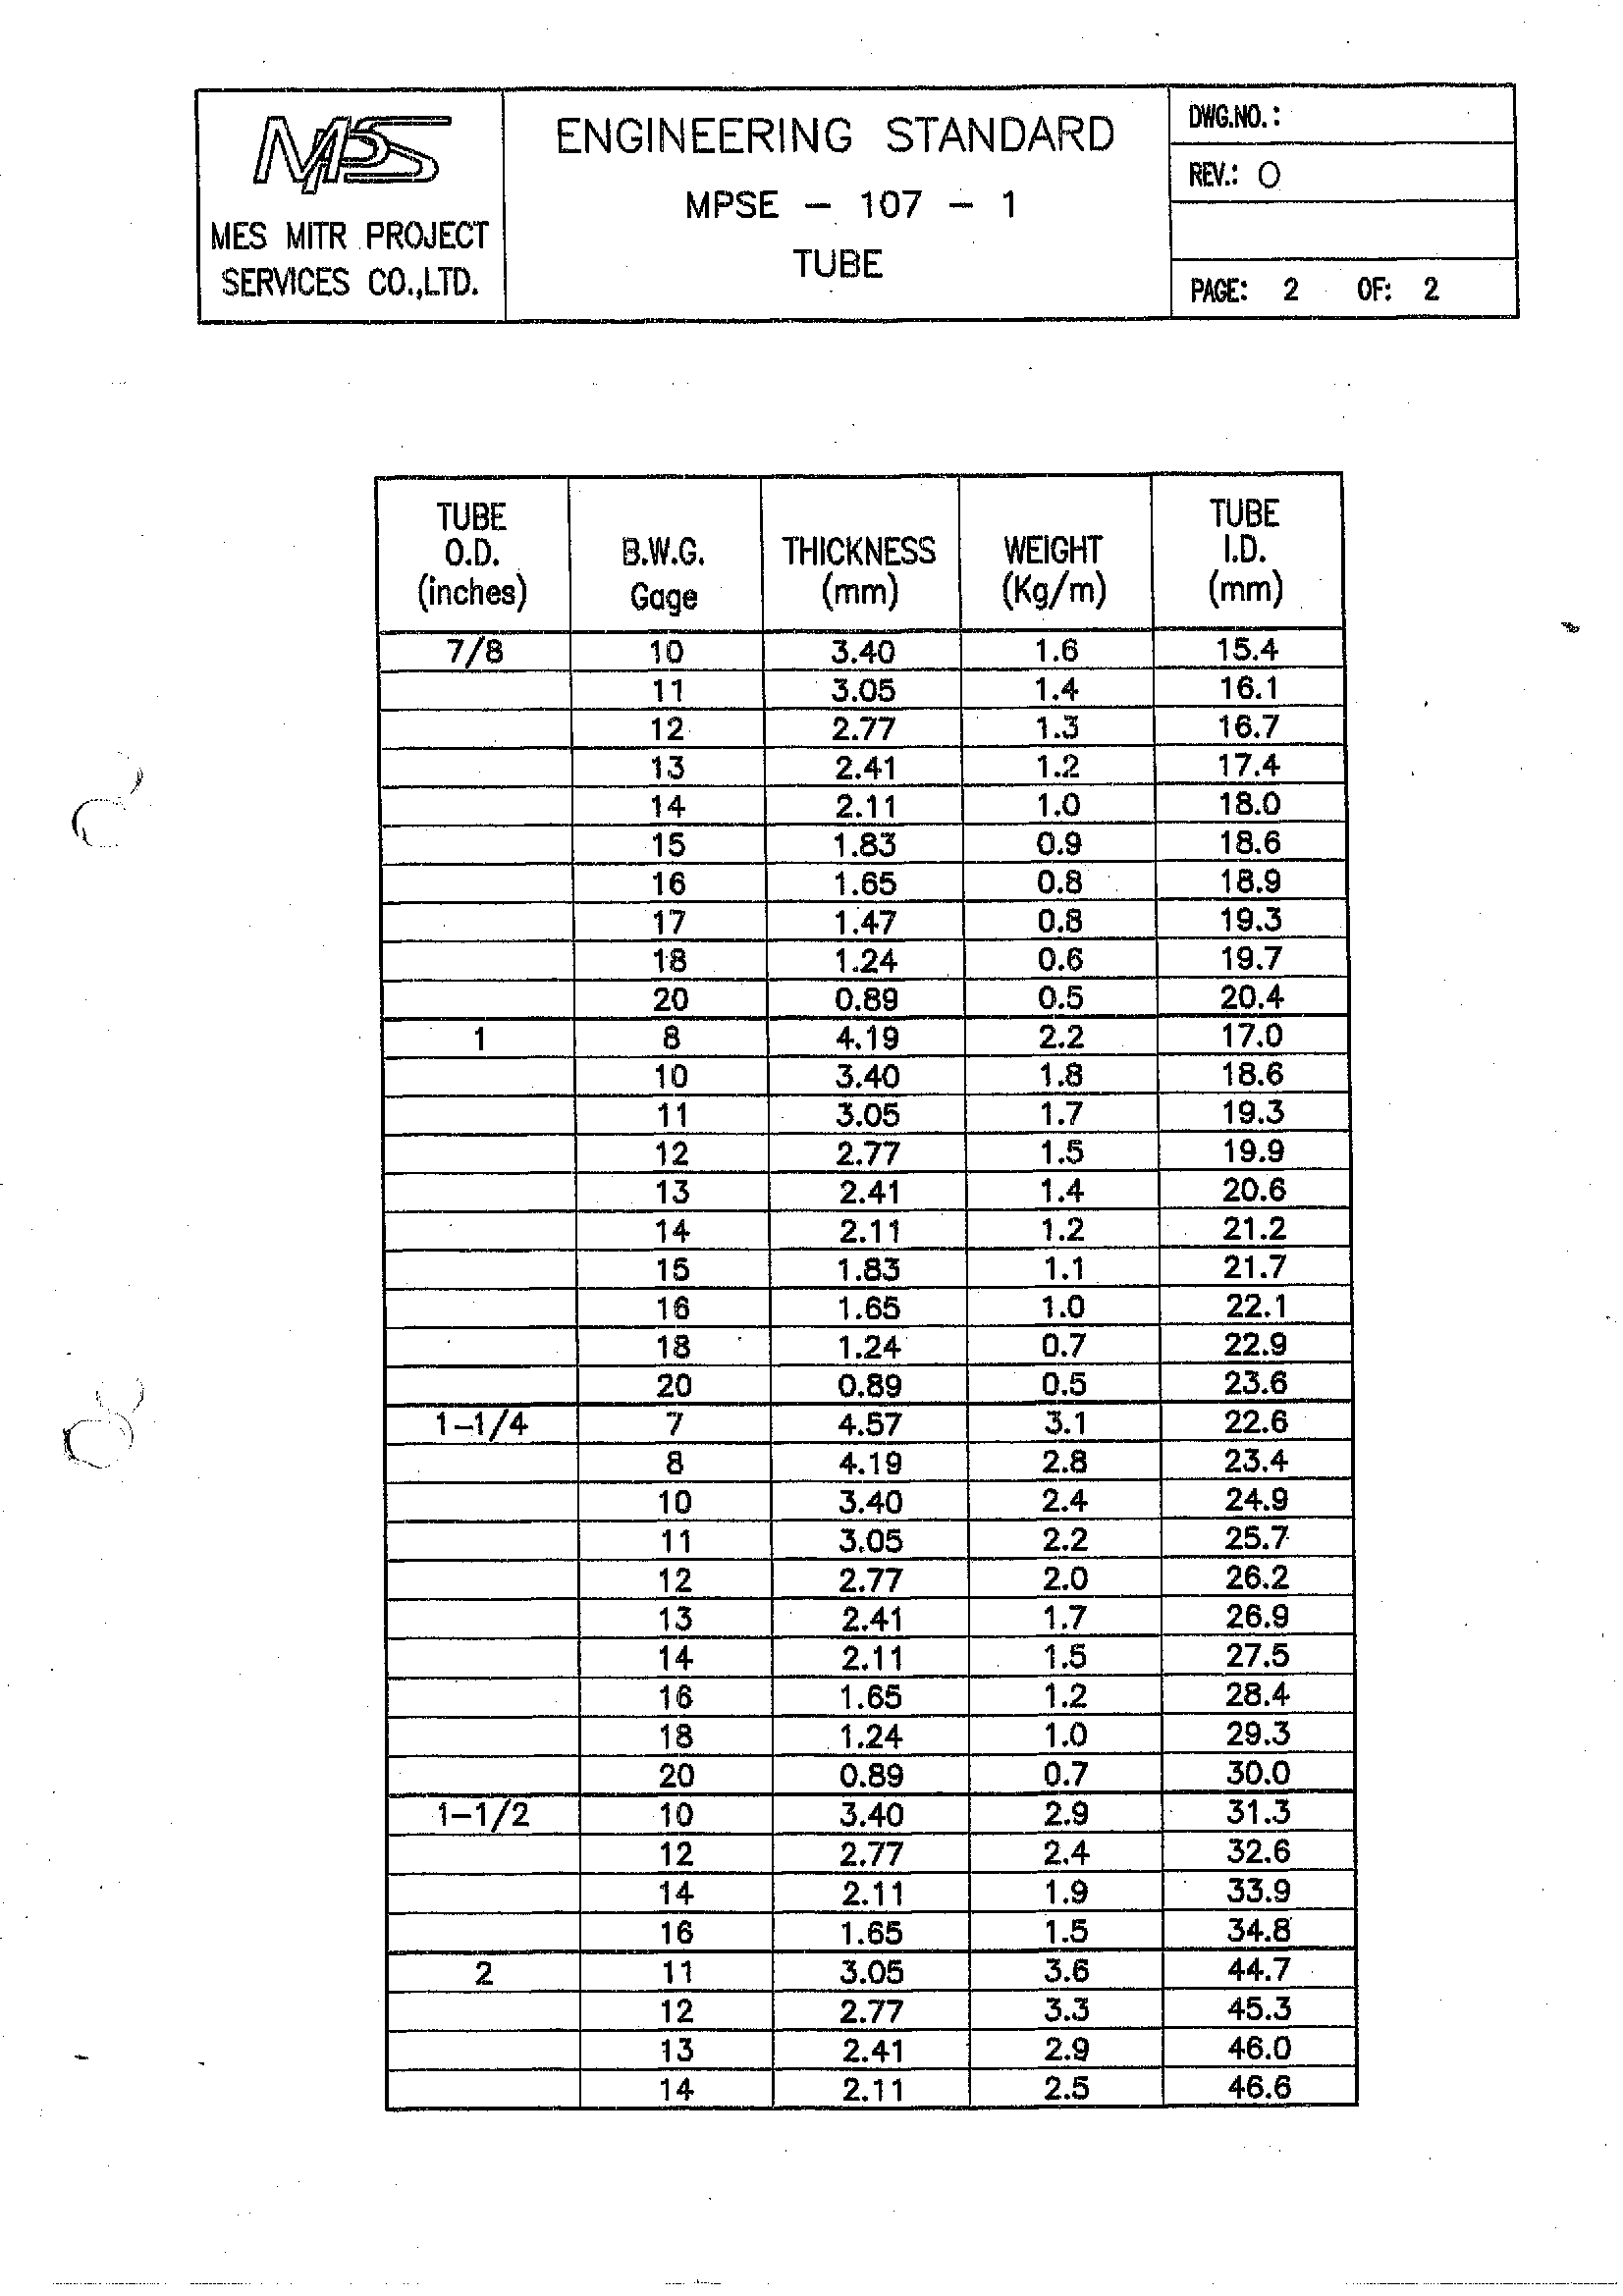 MPS
MES MITR PROJECT
SERVICES CO.,LTD.
ENGINEERING STANDARD
MPSE – 107 – 1
TUBE
DWG.NO.:
REV.: 0
PAGE: 2 OF: 2
TUBE O.D. (inches) B.W.G. Gage THICKNESS (mm) WEIGHT (Kg/m) TUBE I.D. (mm)
7/8 10 3.40 1.6 15.4
11 3.05 1.4 16.1
12 2.77 1.3 16.7
13 2.41 1.2 17.4
14 2.11 1.0 18.0
15 1.83 0.9 18.6
16 1.65 0.8 18.9
17 1.47 0.8 19.3
18 1.24 0.6 19.7
20 0.89 0.5 20.4
1 8 4.19 2.2 17.0
10 3.40 1.8 18.6
11 3.05 1.7 19.3
12 2.77 1.5 19.9
13 2.41 1.4 20.6
14 2.11 1.2 21.2
15 1.83 1.1 21.7
16 1.65 1.0 22.1
18 1.24 0.7 22.9
20 0.89 0.5 23.6
1–1/4 7 4.57 3.1 22.6
8 4.19 2.8 23.4
10 3.40 2.4 24.9
11 3.05 2.2 25.7
12 2.77 2.0 26.2
13 2.41 1.7 26.9
14 2.11 1.5 27.5
16 1.65 1.2 28.4
18 1.24 1.0 29.3
20 0.89 0.7 30.0
1–1/2 10 3.40 2.9 31.3
12 2.77 2.4 32.6
14 2.11 1.9 33.9
16 1.65 1.5 34.8
2 11 3.05 3.6 44.7
12 2.77 3.3 45.3
13 2.41 2.9 46.0
14 2.11 2.5 46.6